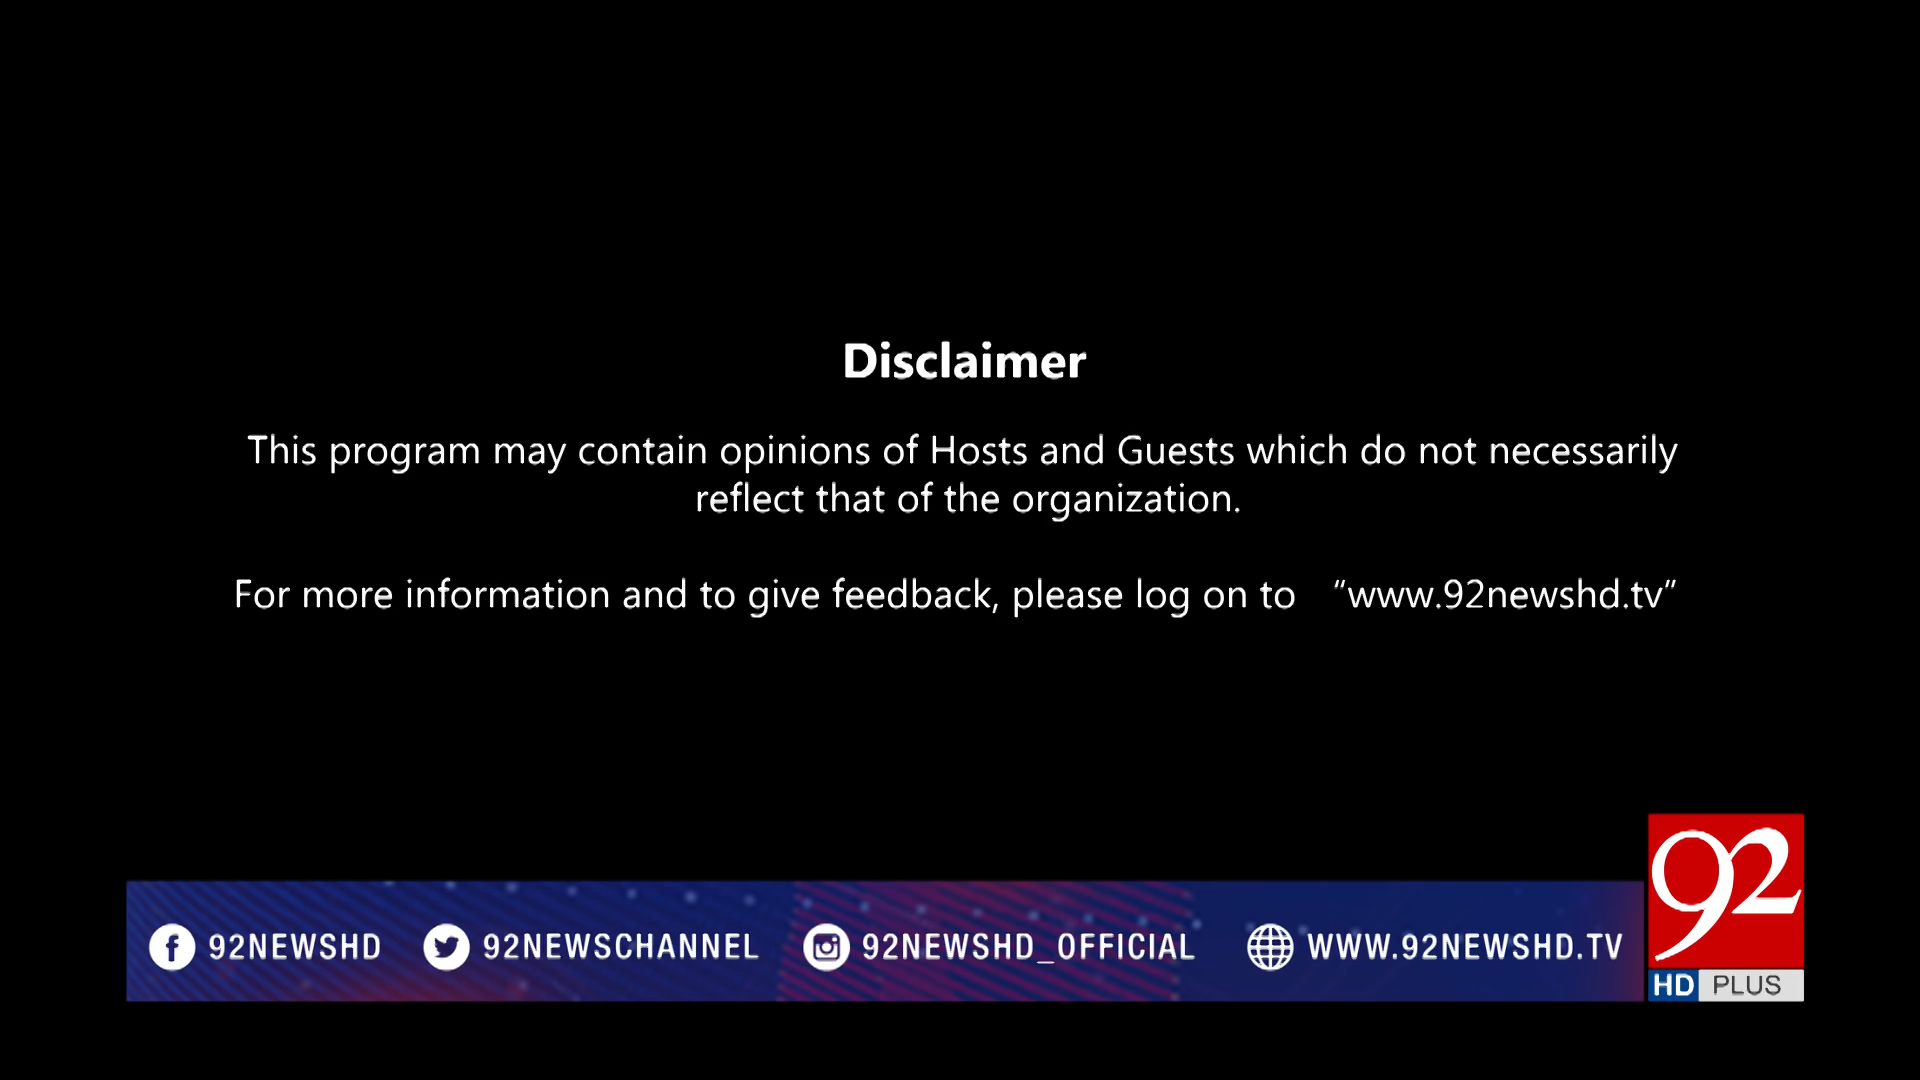 Disclaimer
This program may contain opinions of Hosts and Guests which do not necessarily
reflect that of the organization.
For more information and to give feedback, please log on to “www.92newshd.tv”
92NEWSHD 92NEWSCHANNEL 92NEWSHD_OFFICIAL WWW.92NEWSHD.TV
92
HD PLUS